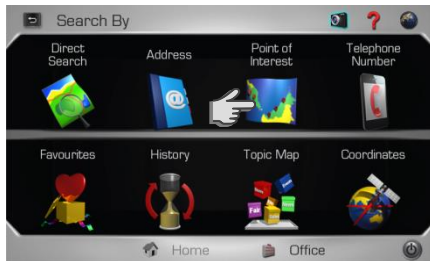 Search By
Direct
Search
Address
Point of
Interest
Telephone
Number
Favourites
History
Topic Map
Coordinates
Home
Office